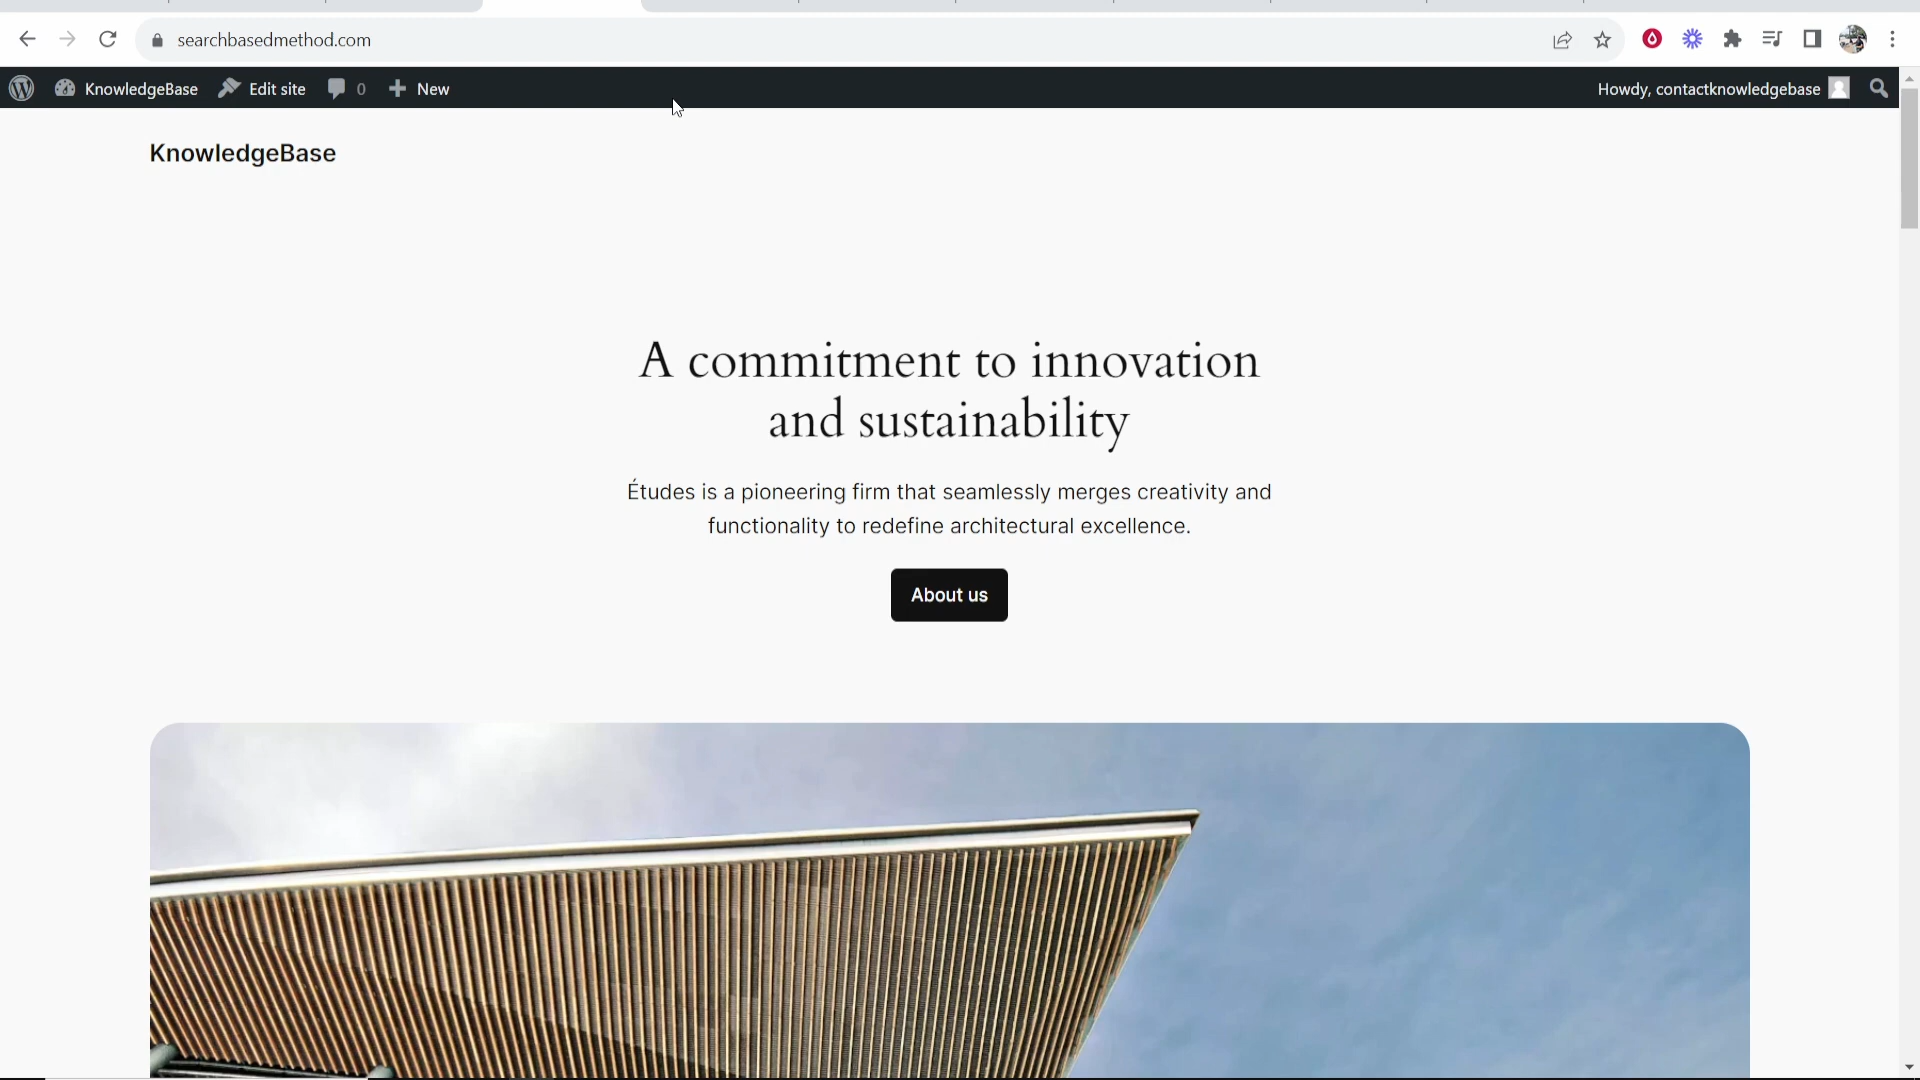 searchbasedmethod.com
KnowledgeBase Edit site 0 New Howdy, contactknowledgebase
KnowledgeBase
A commitment to innovation
and sustainability
Études is a pioneering firm that seamlessly merges creativity and
functionality to redefine architectural excellence.
About us